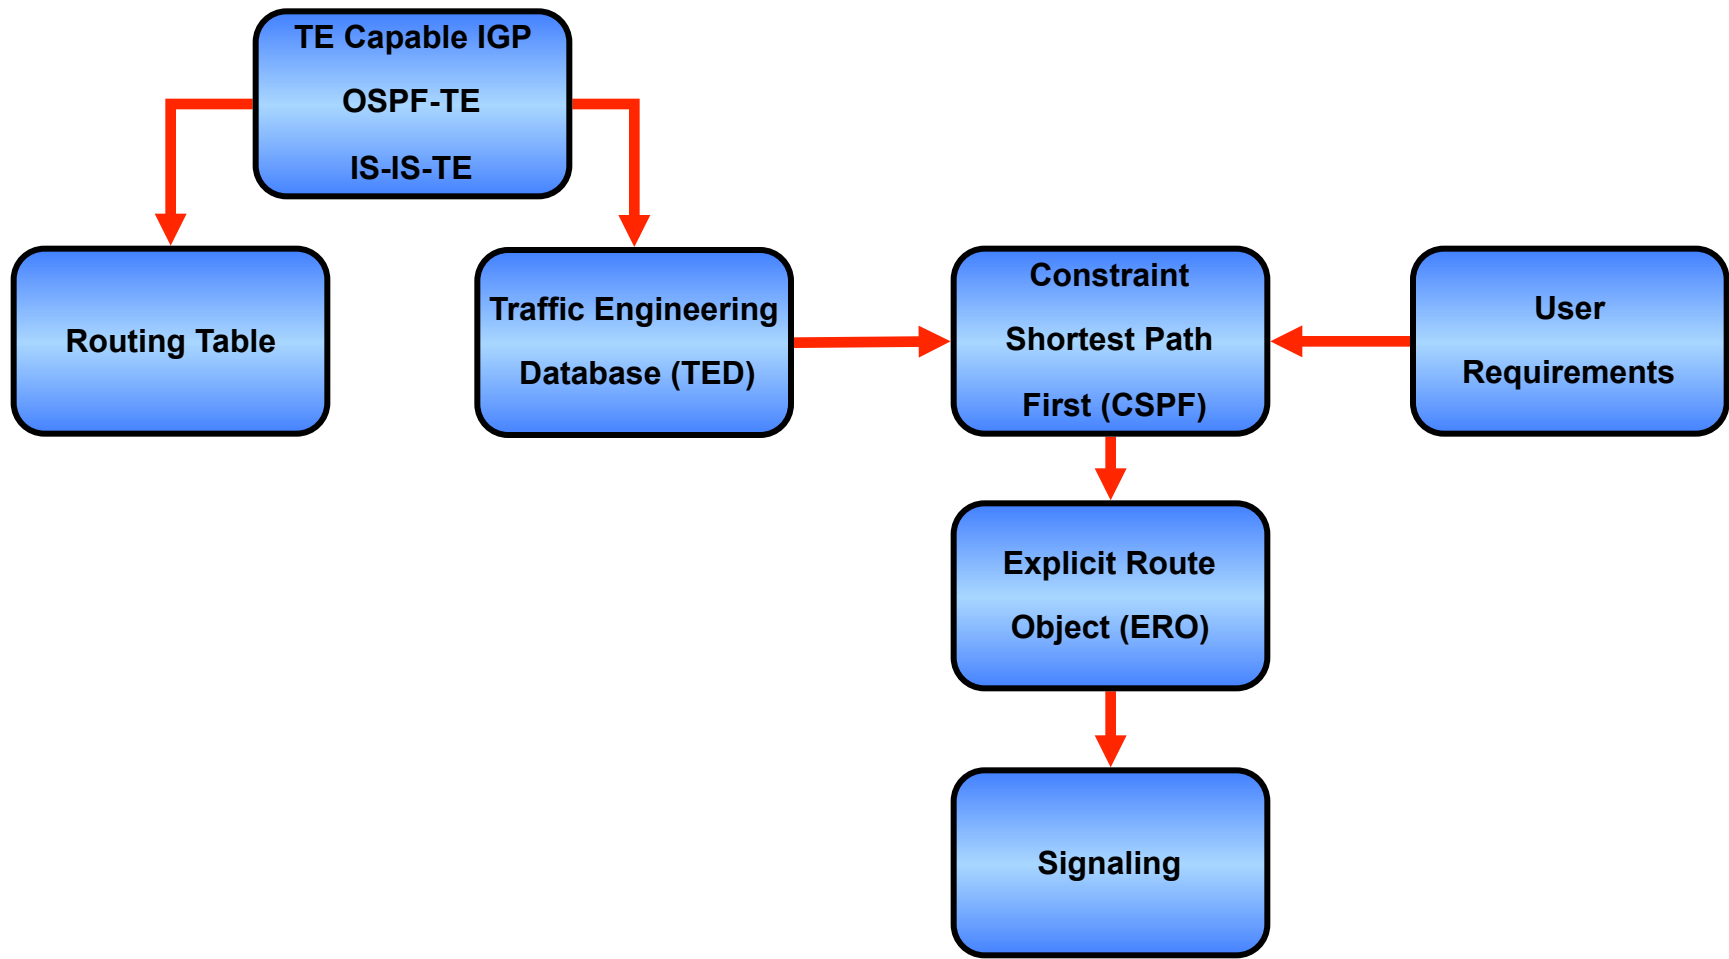 TE Capable IGP
OSPF-TE
IS-IS-TE
Routing Table
Traffic Engineering
Database (TED)
Constraint
Shortest Path
First (CSPF)
User
Requirements
Explicit Route
Object (ERO)
Signaling